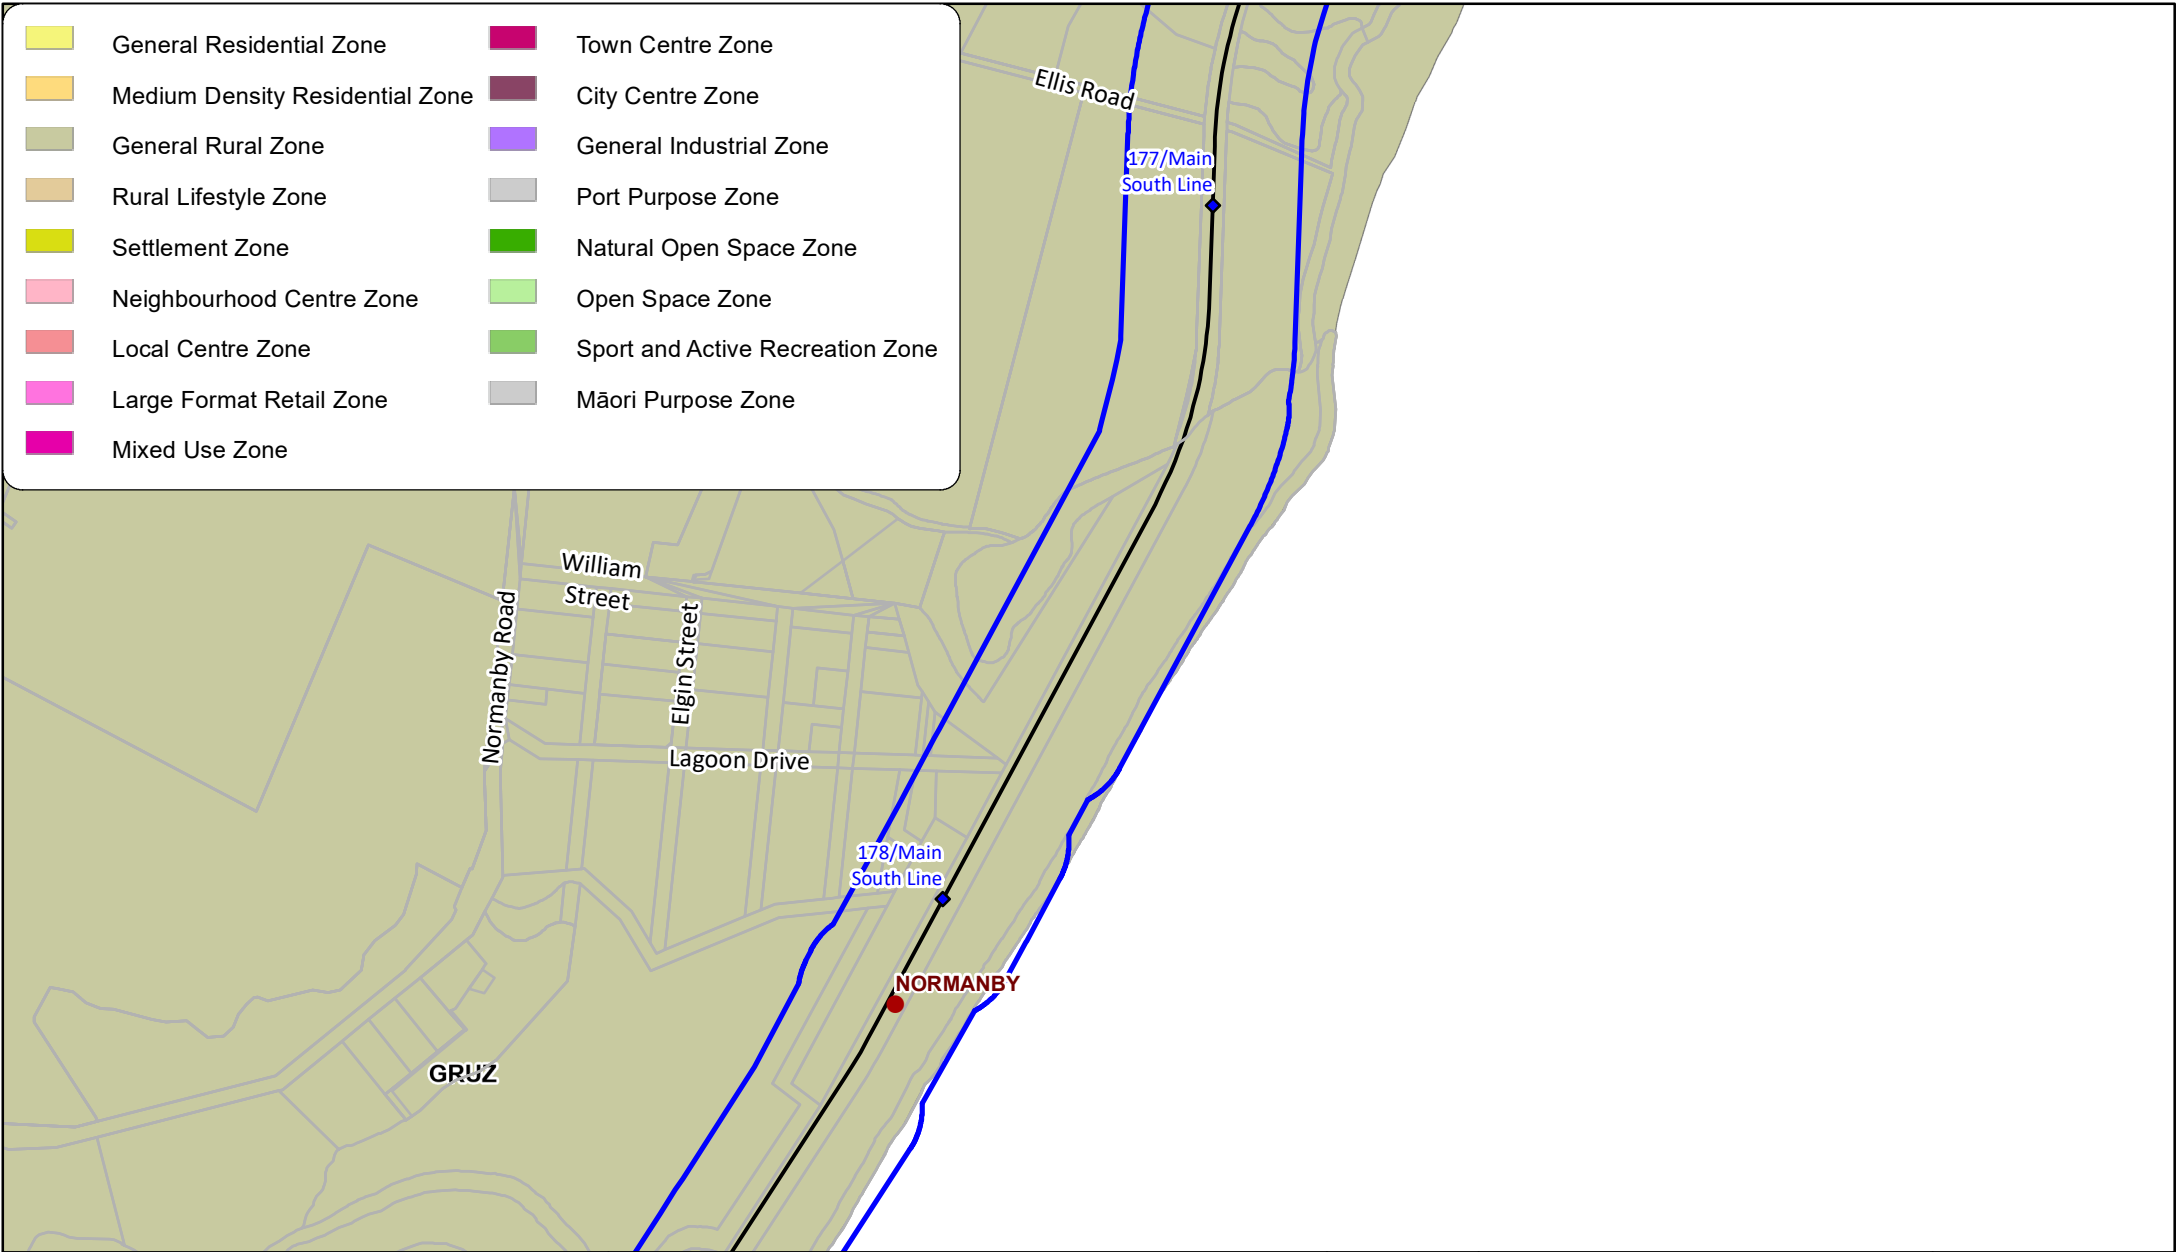 General Residential Zone
Medium Density Residential Zone
General Rural Zone
Rural Lifestyle Zone
Settlement Zone
Neighbourhood Centre Zone
Local Centre Zone
Large Format Retail Zone
Mixed Use Zone
Town Centre Zone
City Centre Zone
General Industrial Zone
Port Purpose Zone
Natural Open Space Zone
Open Space Zone
Sport and Active Recreation Zone
Māori Purpose Zone
Ellis Road
177/Main
South Line
William
Street
Normanby Road
Elgin Street
Lagoon Drive
178/Main
South Line
NORMANBY
GRUZ